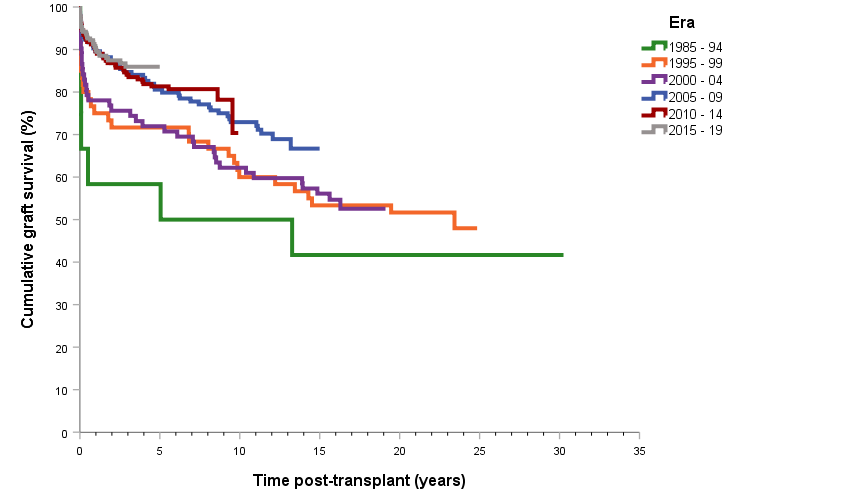 Era
1985 - 94
1995 - 99
2000 - 04
2005 - 09
2010 - 14
2015 - 19
Cumulative graft survival (%)
100
90
80
70
60
50
40
30
20
10
0
0 5 10 15 20 25 30 35
Time post-transplant (years)